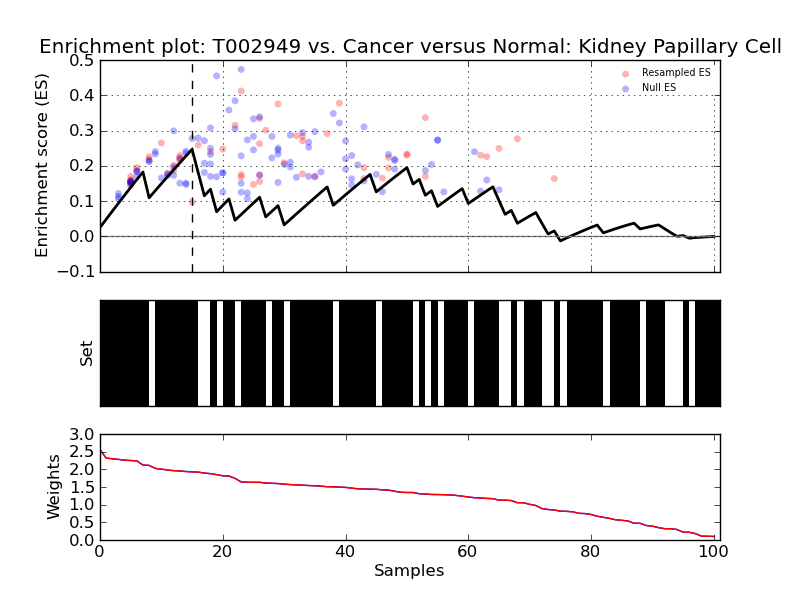 Enrichment plot: T002949 vs. Cancer versus Normal: Kidney Papillary Cell
Enrichment score (ES)
0.5
0.4
0.3
0.2
0.1
0.0
−0.1
Resampled ES
Null ES
Set
Weights
3.0
2.5
2.0
1.5
1.0
0.5
0.0
0 20 40 60 80 100
Samples